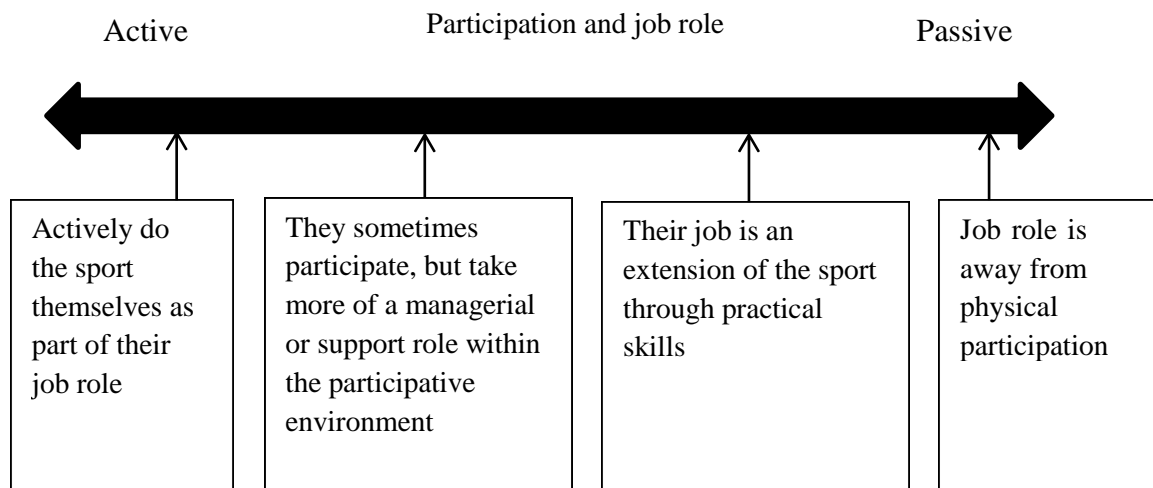 Active
Participation and job role
Passive
Actively do
the sport
themselves as
part of their
job role
They sometimes
participate, but take
more of a managerial
or support role within
the participative
environment
Their job is an
extension of the sport
through practical
skills
Job role is
away from
physical
participation